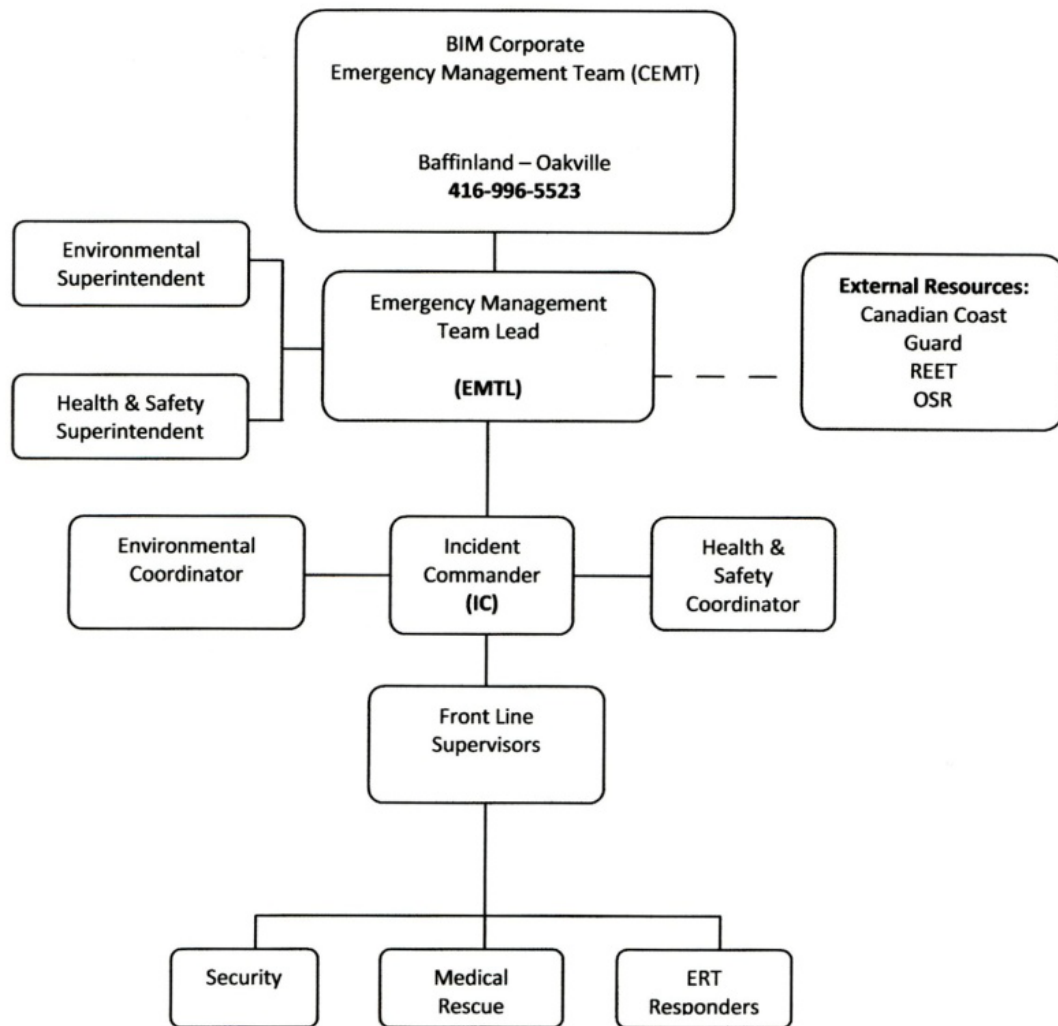 BIM Corporate
Emergency Management Team (CEMT)
Baffinland – Oakville
416-996-5523
Environmental
Superintendent
Emergency Management
Team Lead
(EMTL)
External Resources:
Canadian Coast
Guard
REET
OSR
Health & Safety
Superintendent
Environmental
Coordinator
Incident
Commander
(IC)
Health &
Safety
Coordinator
Front Line
Supervisors
Security
Medical
Rescue
ERT
Responders